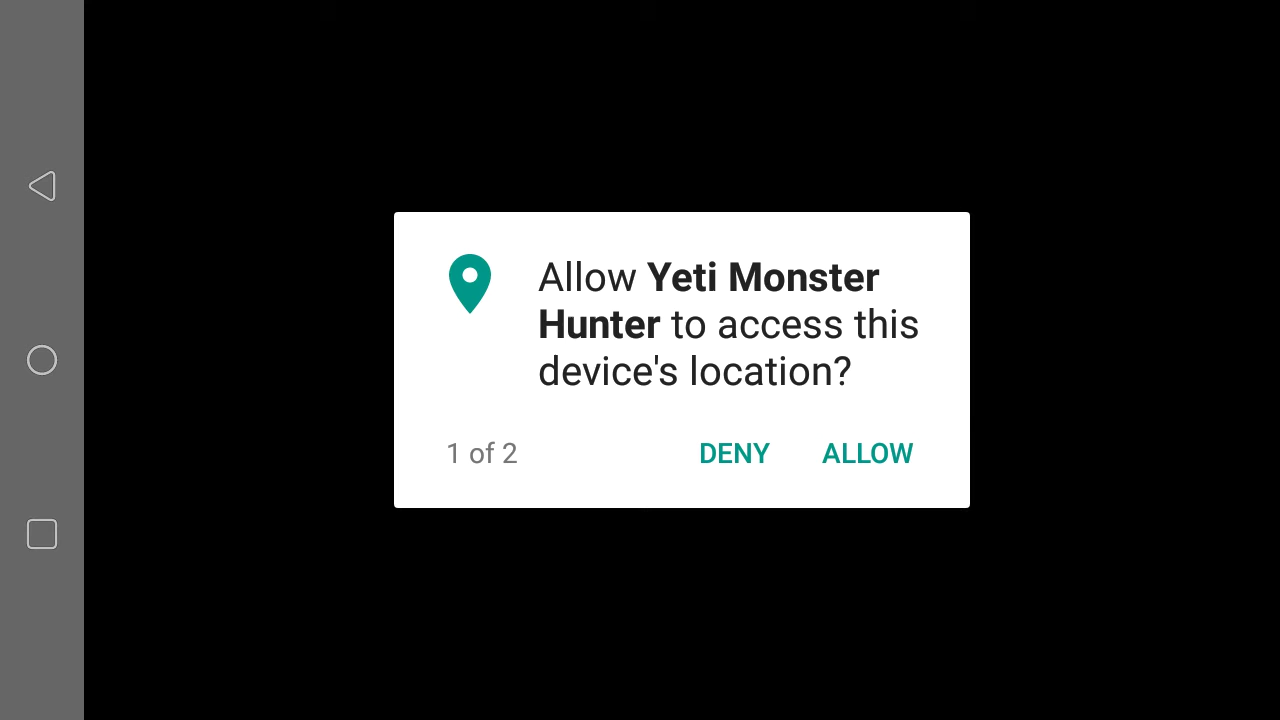 Allow Yeti Monster
Hunter to access this
device's location?
1 of 2
DENY
ALLOW